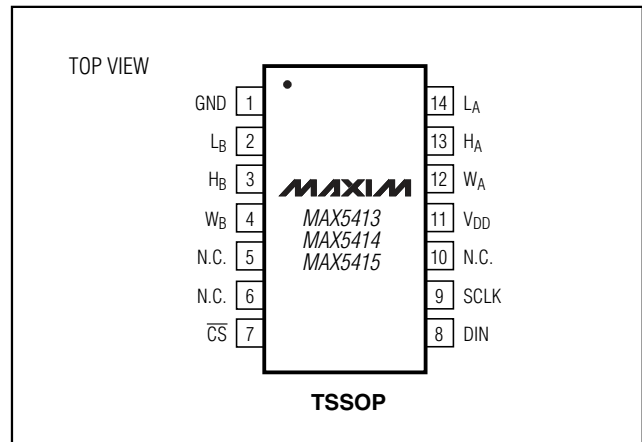 TOP VIEW
GND 1
L_B 2
H_B 3
W_B 4
N.C. 5
N.C. 6
C̅S̅ 7
MAXIM
MAX5413
MAX5414
MAX5415
14 L_A
13 H_A
12 W_A
11 V_DD
10 N.C.
9 SCLK
8 DIN
TSSOP